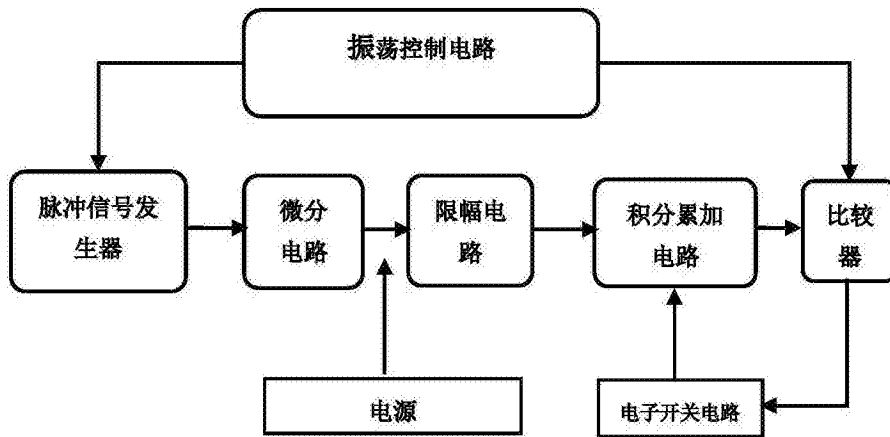 振荡控制电路
脉冲信号发
生器
微分
电路
限幅电
路
积分累加
电路
比较
器
电源
电子开关电路